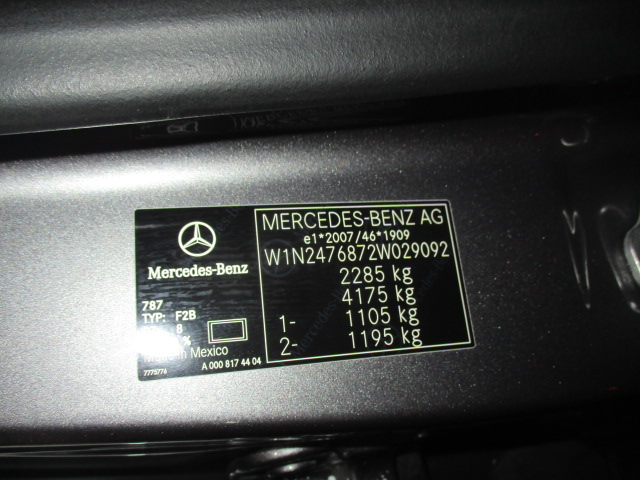 MERCEDES-BENZ AG
e1*2007/46*1909
W1N2476872W029092
2285 kg
4175 kg
1- 1105 kg
2- 1195 kg
Mercedes-Benz
787
TYP: F2B
8
%
in Mexico
7775776 A 000 817 44 04